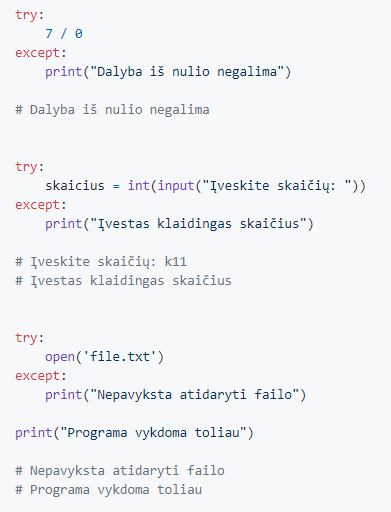 try:
    7 / 0
except:
    print("Dalyba iš nulio negalima")
# Dalyba iš nulio negalima
try:
    skaicius = int(input("Įveskite skaičių: "))
except:
    print("Įvestas klaidingas skaičius")
# Įveskite skaičių: k11
# Įvestas klaidingas skaičius
try:
    open('file.txt')
except:
    print("Nepavyksta atidaryti failo")
print("Programa vykdoma toliau")
# Nepavyksta atidaryti failo
# Programa vykdoma toliau